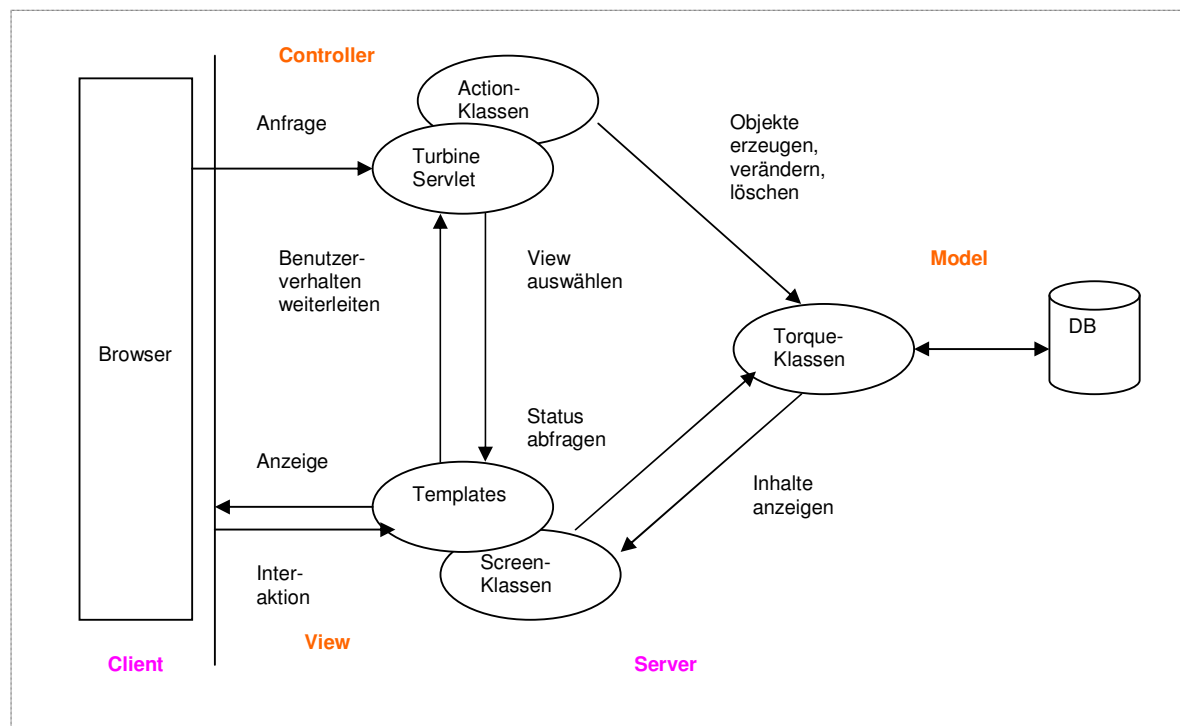 Controller
Action-
Klassen
Anfrage
Objekte
erzeugen,
verändern,
löschen
Turbine
Servlet
Benutzer-
verhalten
weiterleiten
View
auswählen
Model
DB
Browser
Torque-
Klassen
Status
abfragen
Anzeige
Templates
Inhalte
anzeigen
Screen-
Klassen
Inter-
aktion
View
Client
Server